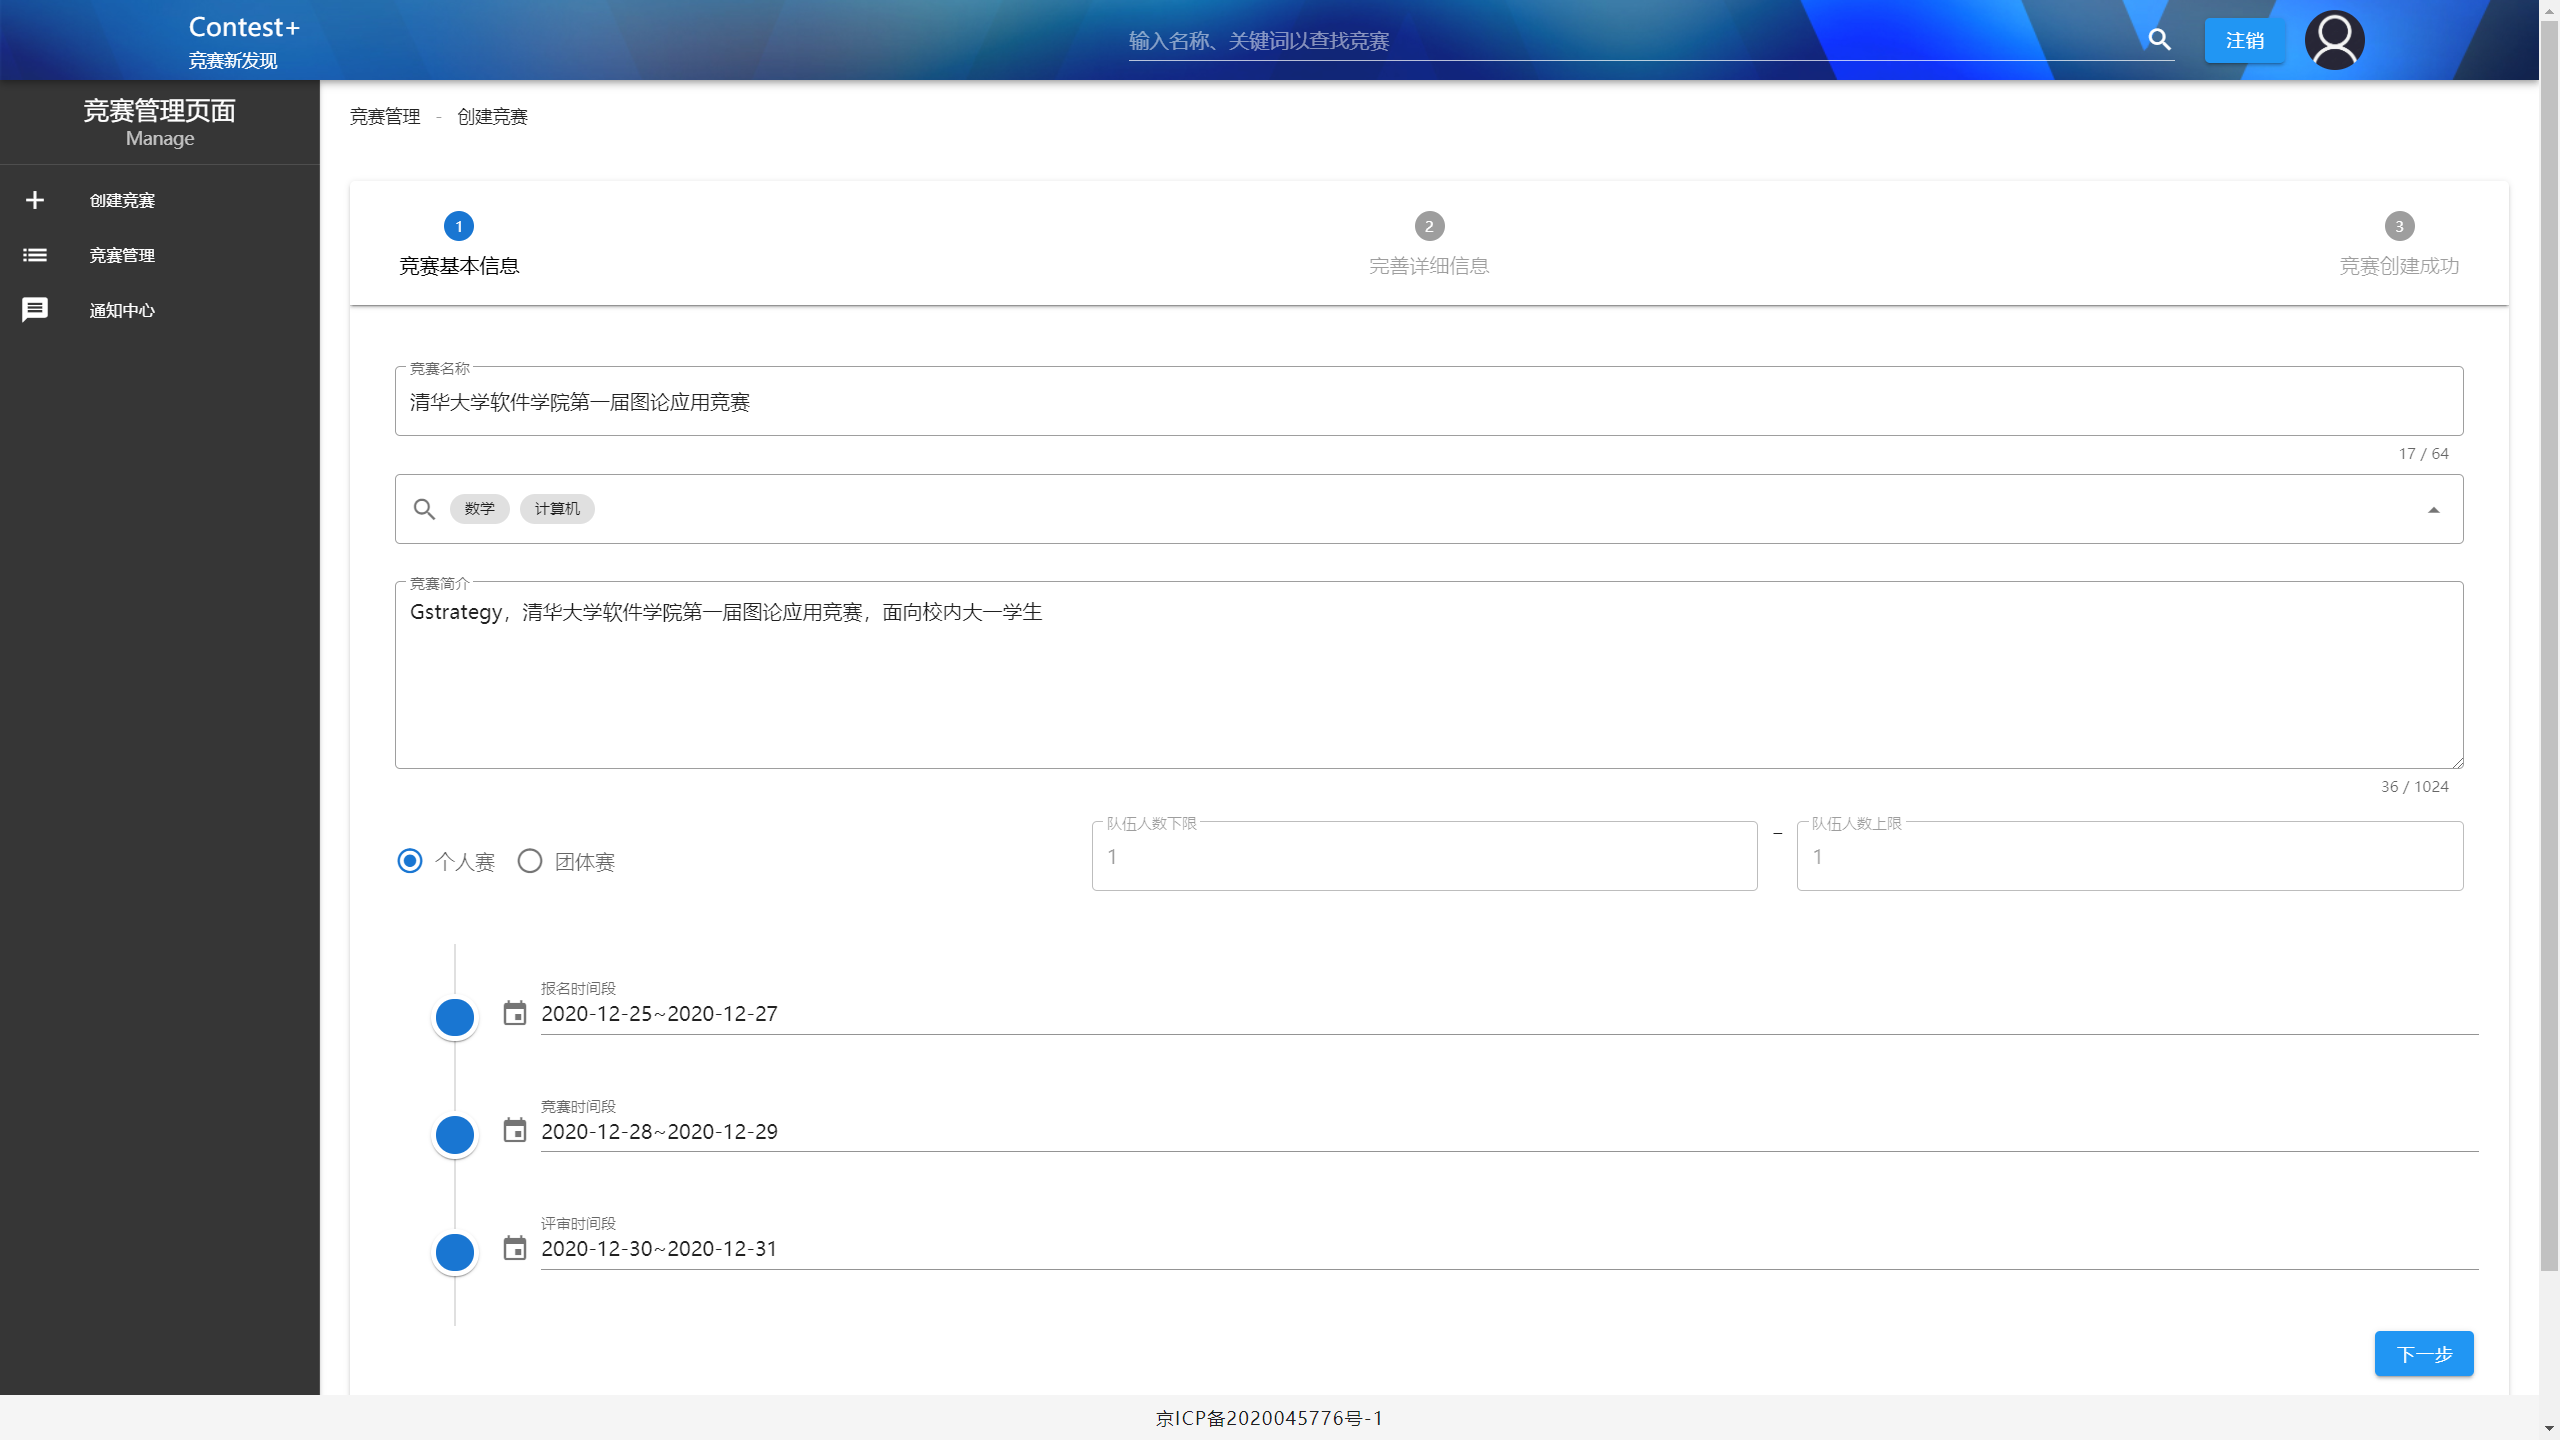 Contest+
竞赛新发现
输入名称、关键词以查找竞赛
注销
竞赛管理页面
Manage
创建竞赛
竞赛管理
通知中心
竞赛管理 - 创建竞赛
1
竞赛基本信息
2
完善详细信息
3
竞赛创建成功
竞赛名称
清华大学软件学院第一届图论应用竞赛
17 / 64
数学 计算机
竞赛简介
Gstrategy，清华大学软件学院第一届图论应用竞赛，面向校内大一学生
36 / 1024
个人赛 团体赛
队伍人数下限
1
–
队伍人数上限
1
报名时间段
2020-12-25~2020-12-27
竞赛时间段
2020-12-28~2020-12-29
评审时间段
2020-12-30~2020-12-31
下一步
京ICP备2020045776号-1